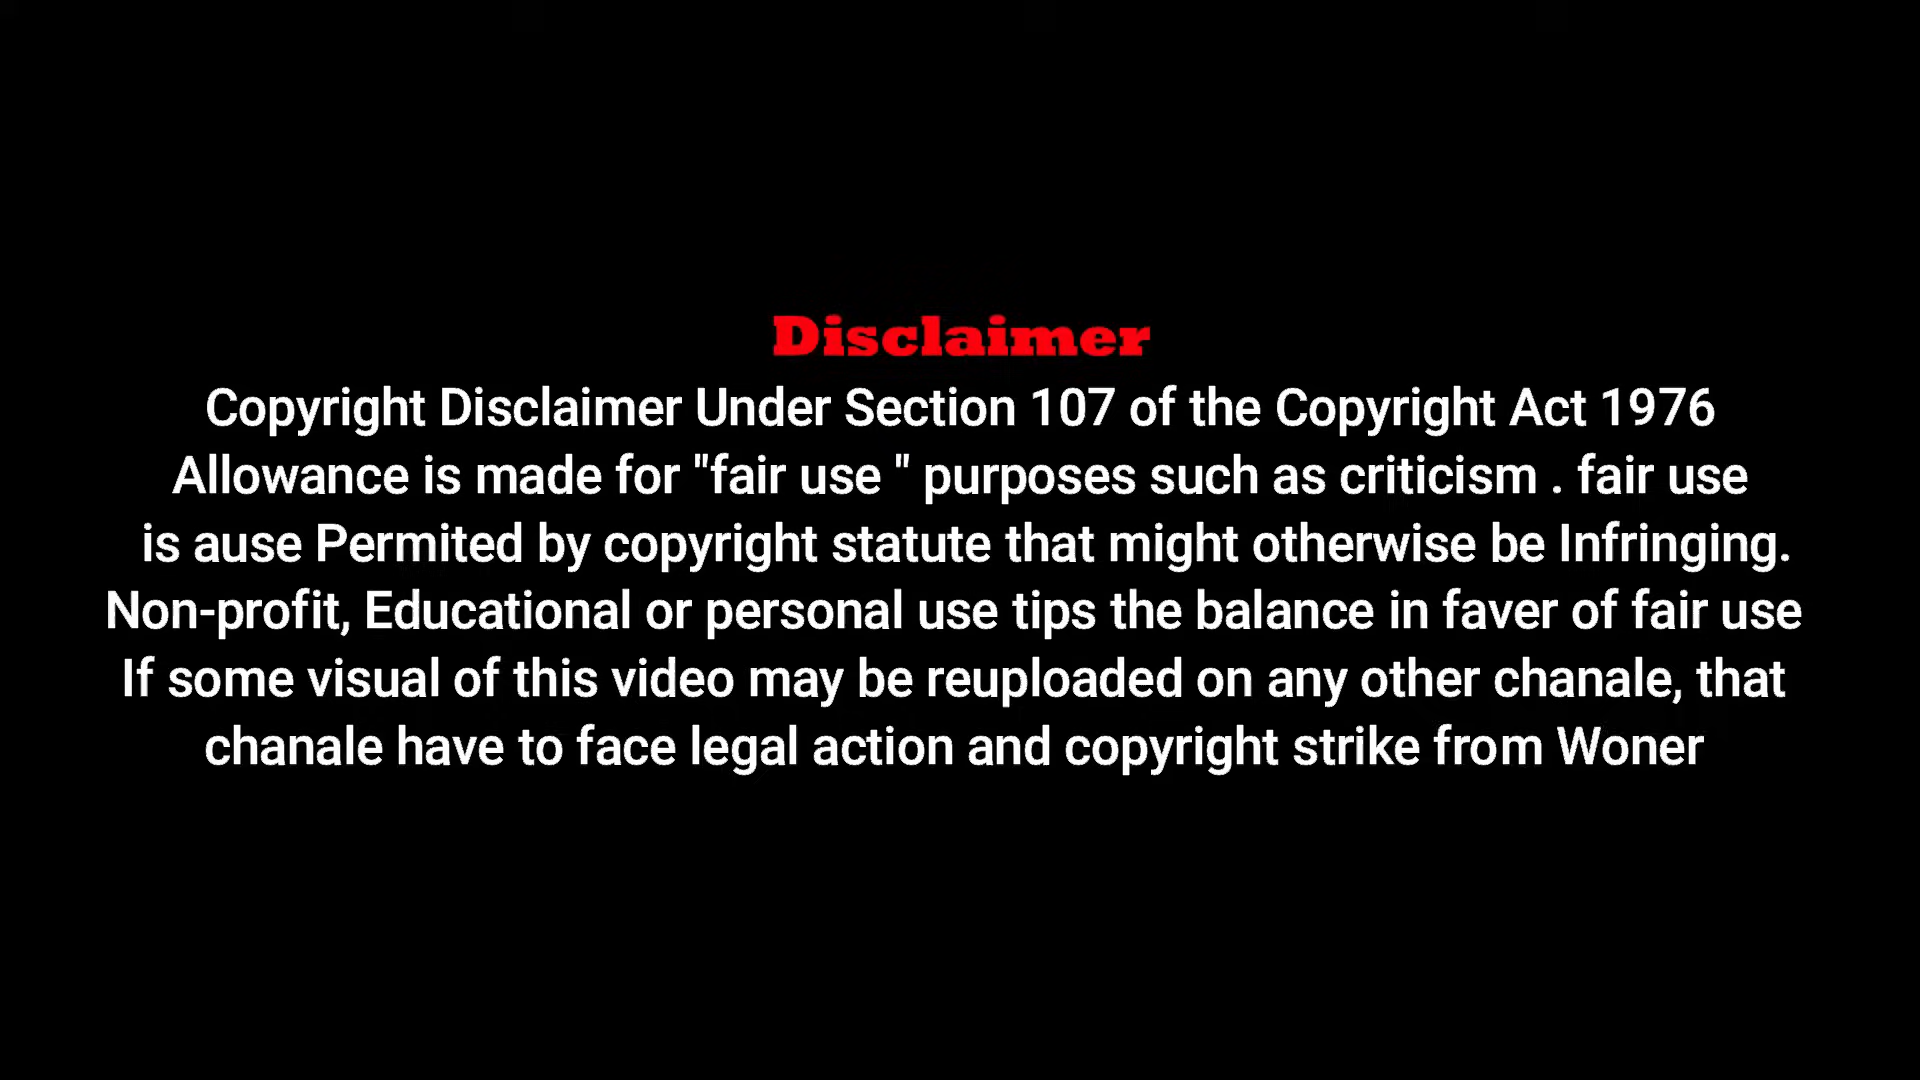 Disclaimer
Copyright Disclaimer Under Section 107 of the Copyright Act 1976
Allowance is made for "fair use " purposes such as criticism . fair use
is ause Permited by copyright statute that might otherwise be Infringing.
Non-profit, Educational or personal use tips the balance in faver of fair use
If some visual of this video may be reuploaded on any other chanale, that
chanale have to face legal action and copyright strike from Woner